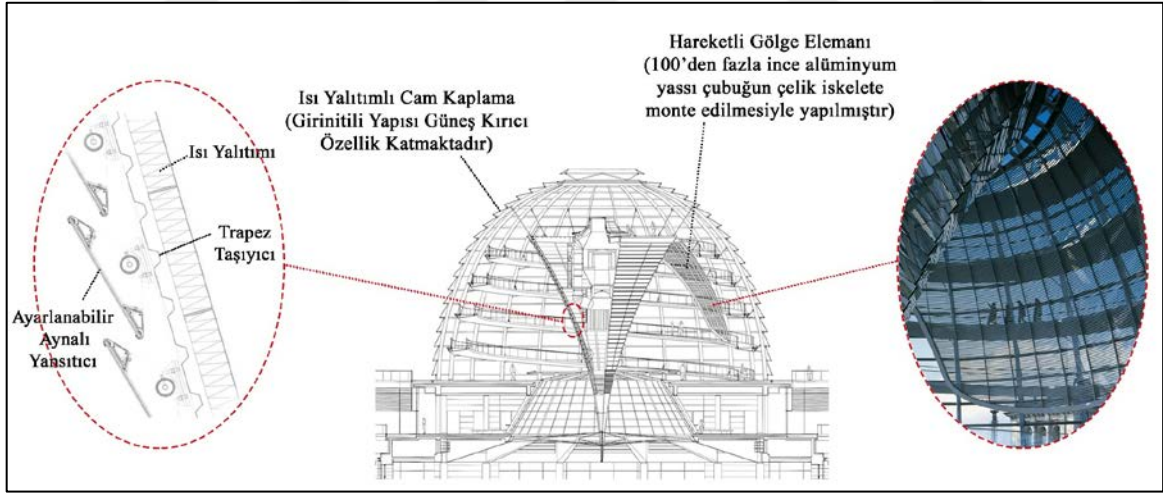 Hareketli Gölge Elemanı
(100’den fazla ince alüminyum
yassı çubuğun çelik iskelete
monte edilmesiyle yapılmıştır)
Isı Yalıtımlı Cam Kaplama
(Girinitili Yapısı Güneş Kırıcı
Özellik Katmaktadır)
Isı Yalıtımı
Trapez
Taşıyıcı
Ayarlanabilir
Aynalı
Yansıtıcı